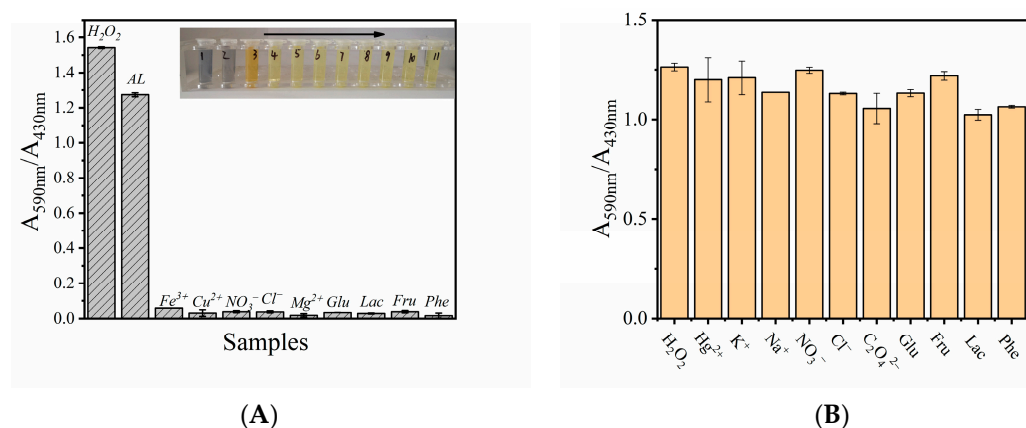 H₂O₂
AL
Fe³⁺ Cu²⁺ NO₃⁻ Cl⁻ Mg²⁺ Glu Lac Fru Phe
1 2 3 4 5 6 7 8 9 10 11
A590nm/A430nm
1.6
1.4
1.2
1.0
0.8
0.6
0.4
0.2
0.0
Samples
(A)
A590nm/A430nm
1.5
1.0
0.5
0.0
H₂O₂ Hg²⁺ K⁺ Na⁺ NO₃⁻ Cl⁻ C₂O₄²⁻ Glu Fru Lac Phe
(B)